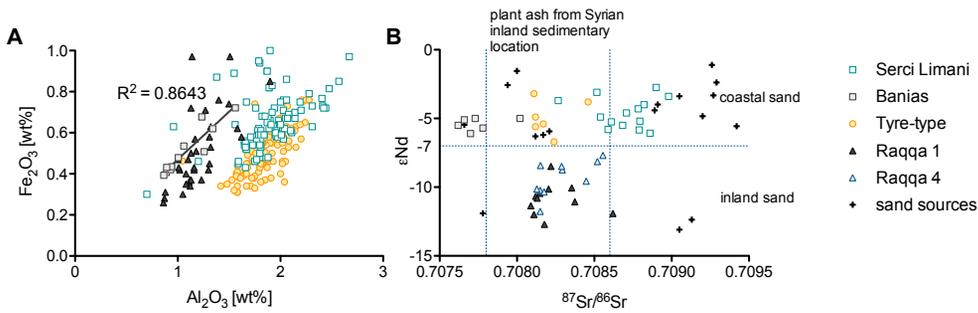 A
Fe₂O₃ [wt%]
1.0
0.8
0.6
0.4
0.2
0.0
R² = 0.8643
0
1
2
3
Al₂O₃ [wt%]
B
plant ash from Syrian
inland sedimentary
location
εNd
0
-5
-7
-10
-15
coastal sand
inland sand
0.7075
0.7080
0.7085
0.7090
0.7095
⁸⁷Sr/⁸⁶Sr
Serci Limani
Banias
Tyre-type
Raqqa 1
Raqqa 4
sand sources